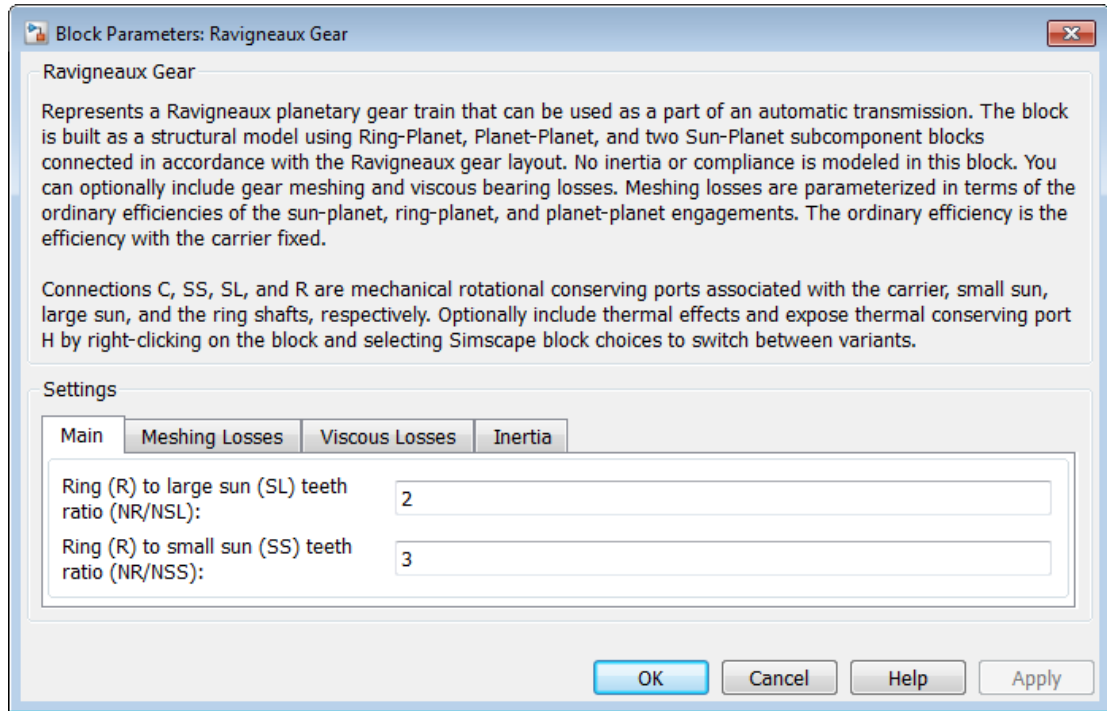 Block Parameters: Ravigneaux Gear
Ravigneaux Gear
Represents a Ravigneaux planetary gear train that can be used as a part of an automatic transmission. The block
is built as a structural model using Ring-Planet, Planet-Planet, and two Sun-Planet subcomponent blocks
connected in accordance with the Ravigneaux gear layout. No inertia or compliance is modeled in this block. You
can optionally include gear meshing and viscous bearing losses. Meshing losses are parameterized in terms of the
ordinary efficiencies of the sun-planet, ring-planet, and planet-planet engagements. The ordinary efficiency is the
efficiency with the carrier fixed.
Connections C, SS, SL, and R are mechanical rotational conserving ports associated with the carrier, small sun,
large sun, and the ring shafts, respectively. Optionally include thermal effects and expose thermal conserving port
H by right-clicking on the block and selecting Simscape block choices to switch between variants.
Settings
Main Meshing Losses Viscous Losses Inertia
Ring (R) to large sun (SL) teeth
ratio (NR/NSL):
2
Ring (R) to small sun (SS) teeth
ratio (NR/NSS):
3
OK Cancel Help Apply